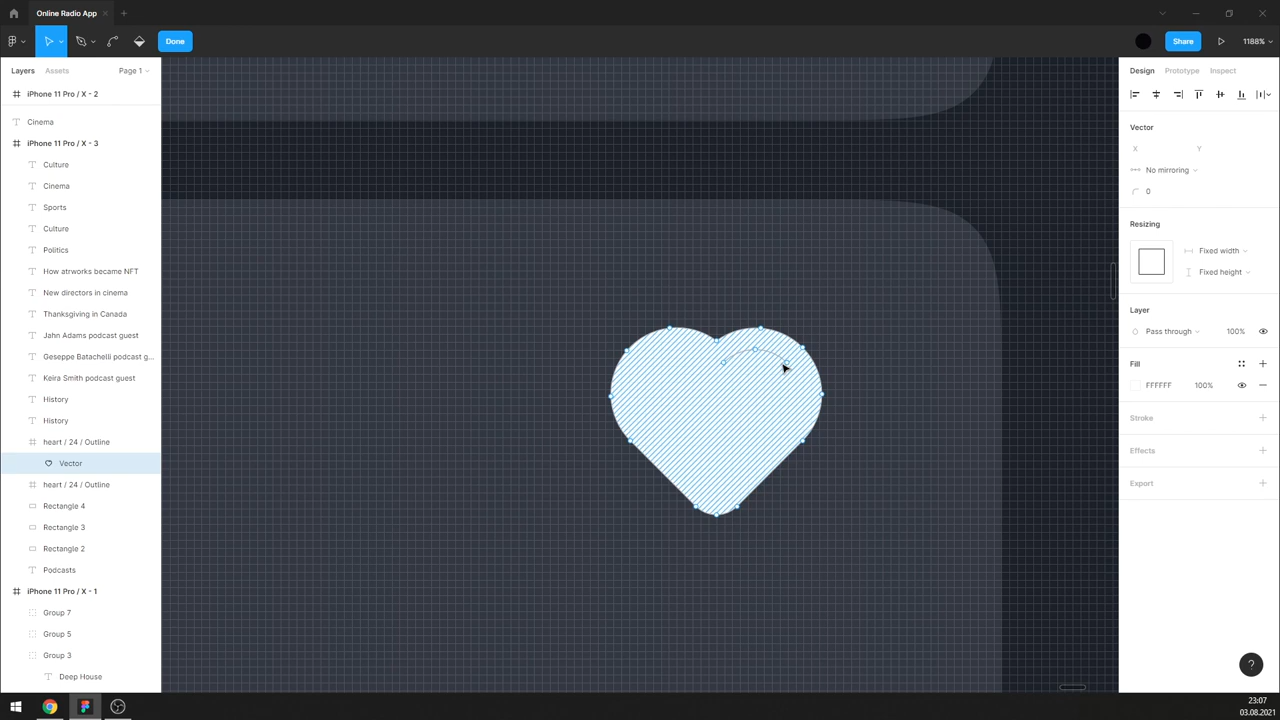 Online Radio App
Done
Share
1188%
Layers
Assets
Page 1
iPhone 11 Pro / X - 2
Cinema
iPhone 11 Pro / X - 3
Culture
Cinema
Sports
Culture
Politics
How atrworks became NFT
New directors in cinema
Thanksgiving in Canada
Jahn Adams podcast guest
Geseppe Batachelli podcast g...
Keira Smith podcast guest
History
History
heart / 24 / Outline
Vector
heart / 24 / Outline
Rectangle 4
Rectangle 3
Rectangle 2
Podcasts
iPhone 11 Pro / X - 1
Group 7
Group 5
Group 3
Deep House
Design
Prototype
Inspect
Vector
X
Y
No mirroring
0
Resizing
Fixed width
Fixed height
Layer
Pass through
100%
Fill
FFFFFF
100%
Stroke
Effects
Export
?
23:07
03.08.2021